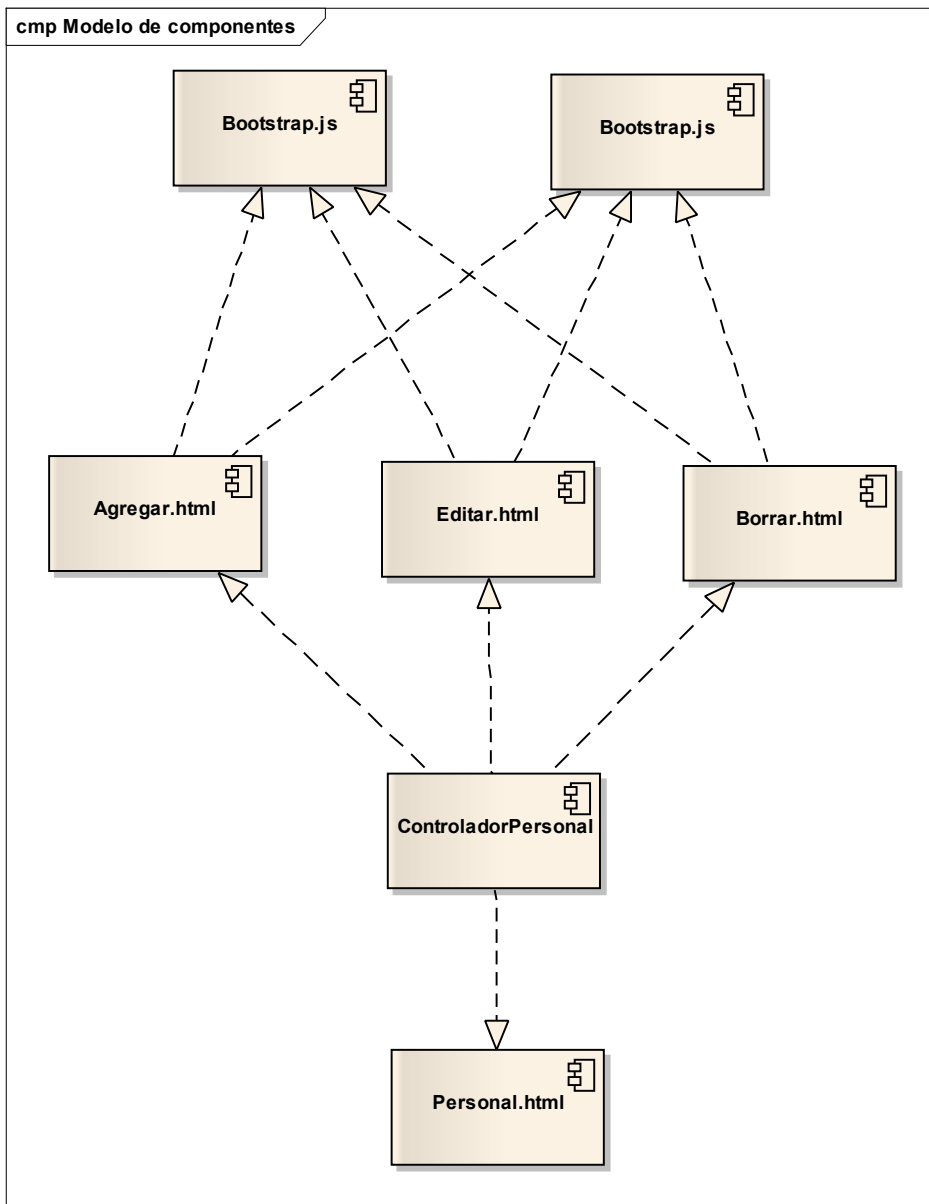 cmp Modelo de componentes
Bootstrap.js
Bootstrap.js
Agregar.html
Editar.html
Borrar.html
ControladorPersonal
Personal.html